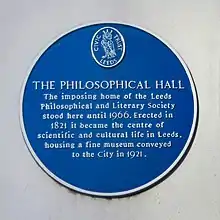 CIVIC TRUST
LEEDS
THE PHILOSOPHICAL HALL
The imposing home of the Leeds
Philosophical and Literary Society
stood here until 1966. Erected in
1821 it became the centre of
scientific and cultural life in Leeds,
housing a fine museum conveyed
to the City in 1921.